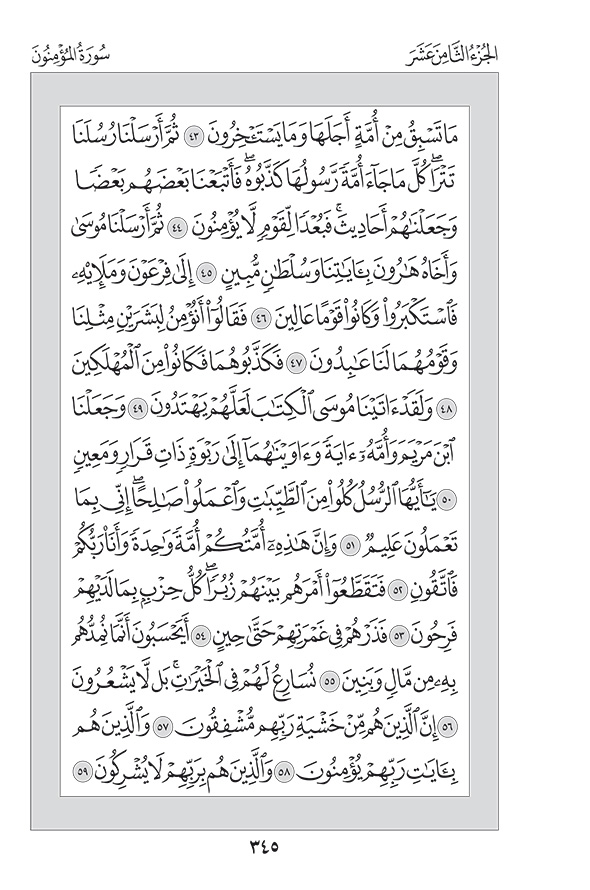 الجُزْءُ الثَّامِنَ عَشَرَ
سُورَةُ المُؤْمِنُونَ
مَا تَسْبِقُ مِنْ أُمَّةٍ أَجَلَهَا وَمَا يَسْتَـْٔخِرُونَ ٤٣ ثُمَّ أَرْسَلْنَا رُسُلَنَا
تَتْرَاۖ كُلَّ مَا جَآءَ أُمَّةً رَّسُولُهَا كَذَّبُوهُۖ فَأَتْبَعْنَا بَعْضَهُم بَعْضًا
وَجَعَلْنَٰهُمْ أَحَادِيثَۚ فَبُعْدًا لِّقَوْمٍ لَّا يُؤْمِنُونَ ٤٤ ثُمَّ أَرْسَلْنَا مُوسَىٰ
وَأَخَاهُ هَٰرُونَ بِـَٔايَٰتِنَا وَسُلْطَٰنٍ مُّبِينٍ ٤٥ إِلَىٰ فِرْعَوْنَ وَمَلَإِيْهِۦ
فَٱسْتَكْبَرُوا۟ وَكَانُوا۟ قَوْمًا عَالِينَ ٤٦ فَقَالُوٓا۟ أَنُؤْمِنُ لِبَشَرَيْنِ مِثْلِنَا
وَقَوْمُهُمَا لَنَا عَٰبِدُونَ ٤٧ فَكَذَّبُوهُمَا فَكَانُوا۟ مِنَ ٱلْمُهْلَكِينَ
٤٨ وَلَقَدْ ءَاتَيْنَا مُوسَى ٱلْكِتَٰبَ لَعَلَّهُمْ يَهْتَدُونَ ٤٩ وَجَعَلْنَا
ٱبْنَ مَرْيَمَ وَأُمَّهُۥٓ ءَايَةً وَءَاوَيْنَٰهُمَآ إِلَىٰ رَبْوَةٍ ذَاتِ قَرَارٍ وَمَعِينٍ
٥٠ يَٰٓأَيُّهَا ٱلرُّسُلُ كُلُوا۟ مِنَ ٱلطَّيِّبَٰتِ وَٱعْمَلُوا۟ صَٰلِحًاۖ إِنِّى بِمَا
تَعْمَلُونَ عَلِيمٌ ٥١ وَإِنَّ هَٰذِهِۦٓ أُمَّتُكُمْ أُمَّةً وَٰحِدَةً وَأَنَا۠ رَبُّكُمْ
فَٱتَّقُونِ ٥٢ فَتَقَطَّعُوٓا۟ أَمْرَهُم بَيْنَهُمْ زُبُرًاۖ كُلُّ حِزْبٍۭ بِمَا لَدَيْهِمْ
فَرِحُونَ ٥٣ فَذَرْهُمْ فِى غَمْرَتِهِمْ حَتَّىٰ حِينٍ ٥٤ أَيَحْسَبُونَ أَنَّمَا نُمِدُّهُم
بِهِۦ مِن مَّالٍ وَبَنِينَ ٥٥ نُسَارِعُ لَهُمْ فِى ٱلْخَيْرَٰتِۚ بَل لَّا يَشْعُرُونَ
٥٦ إِنَّ ٱلَّذِينَ هُم مِّنْ خَشْيَةِ رَبِّهِم مُّشْفِقُونَ ٥٧ وَٱلَّذِينَ هُم
بِـَٔايَٰتِ رَبِّهِمْ يُؤْمِنُونَ ٥٨ وَٱلَّذِينَ هُم بِرَبِّهِمْ لَا يُشْرِكُونَ ٥٩
٣٤٥